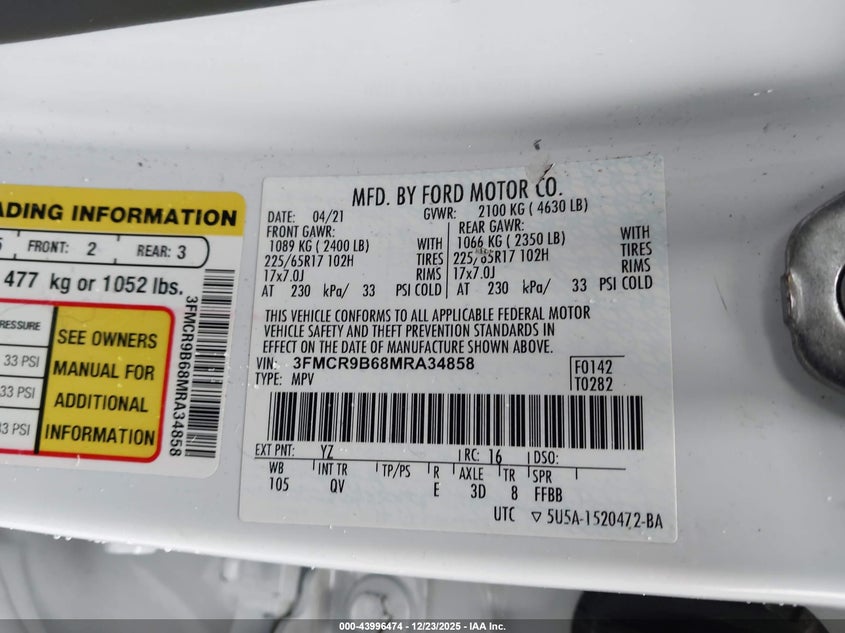 ADING INFORMATION
5 FRONT: 2 REAR: 3
477 kg or 1052 lbs.
RESSURE
33 PSI
33 PSI
33 PSI
SEE OWNERS
MANUAL FOR
ADDITIONAL
INFORMATION
3FMCR9B68MRA34858
MFD. BY FORD MOTOR CO.
DATE: 04/21 GVWR: 2100 KG ( 4630 LB)
FRONT GAWR: REAR GAWR:
1089 KG ( 2400 LB) WITH 1066 KG ( 2350 LB) WITH
225/65R17 102H TIRES 225/65R17 102H TIRES
17x7.0J RIMS 17x7.0J RIMS
AT 230 kPa/ 33 PSI COLD AT 230 kPa/ 33 PSI COLD
THIS VEHICLE CONFORMS TO ALL APPLICABLE FEDERAL MOTOR
VEHICLE SAFETY AND THEFT PREVENTION STANDARDS IN
EFFECT ON THE DATE OF MANUFACTURE SHOWN ABOVE.
VIN: 3FMCR9B68MRA34858 F0142
TYPE: MPV T0282
EXT PNT: YZ RC: 16 DSO:
WB INT TR TP/PS R AXLE TR SPR
105 QV E 3D 8 FFBB
UTC ▽ 5U5A-1520472-BA
000-43996474 | 12/23/2025 - IAA Inc.